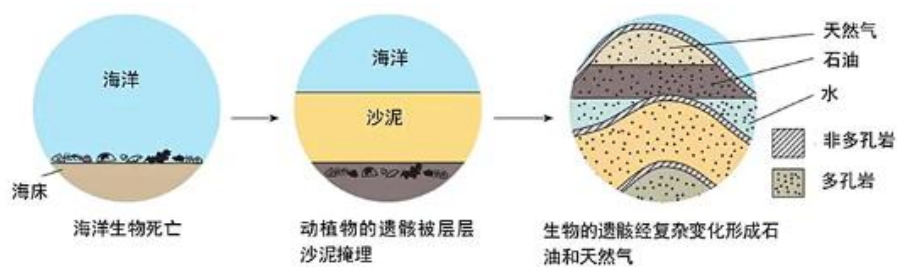 海洋
海床
海洋生物死亡
海洋
沙泥
动植物的遗骸被层层
沙泥掩埋
天然气
石油
水
非多孔岩
多孔岩
生物的遗骸经复杂变化形成石
油和天然气